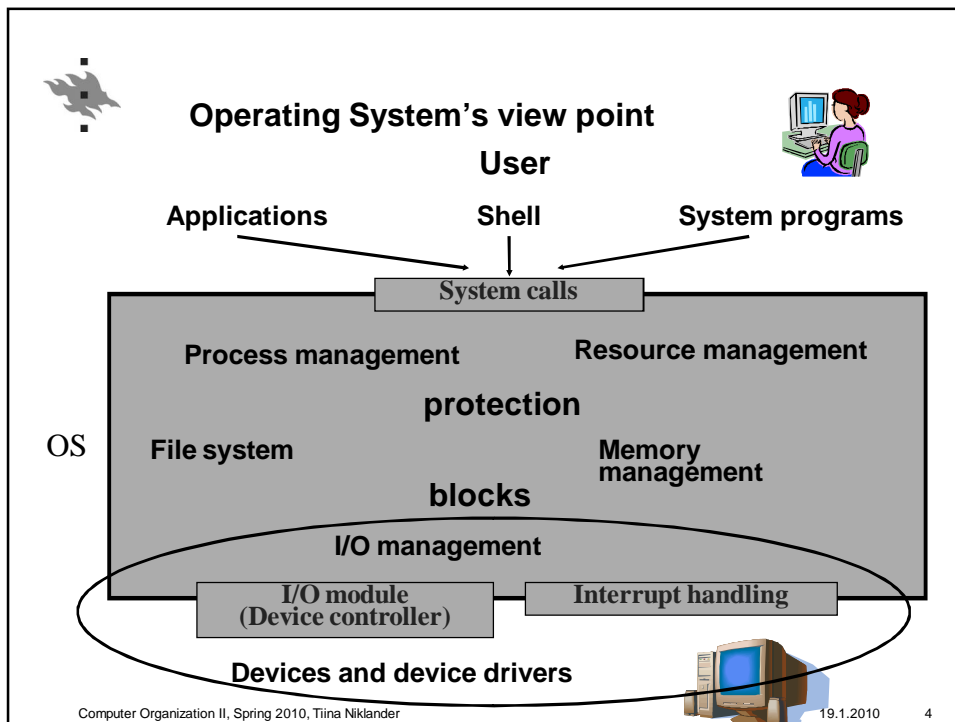 Operating System's view point
User
Applications Shell System programs
System calls
Process management Resource management
protection
OS File system Memory
management
blocks
I/O management
I/O module Interrupt handling
(Device controller)
Devices and device drivers
Computer Organization II, Spring 2010, Tiina Niklander 19.1.2010 4